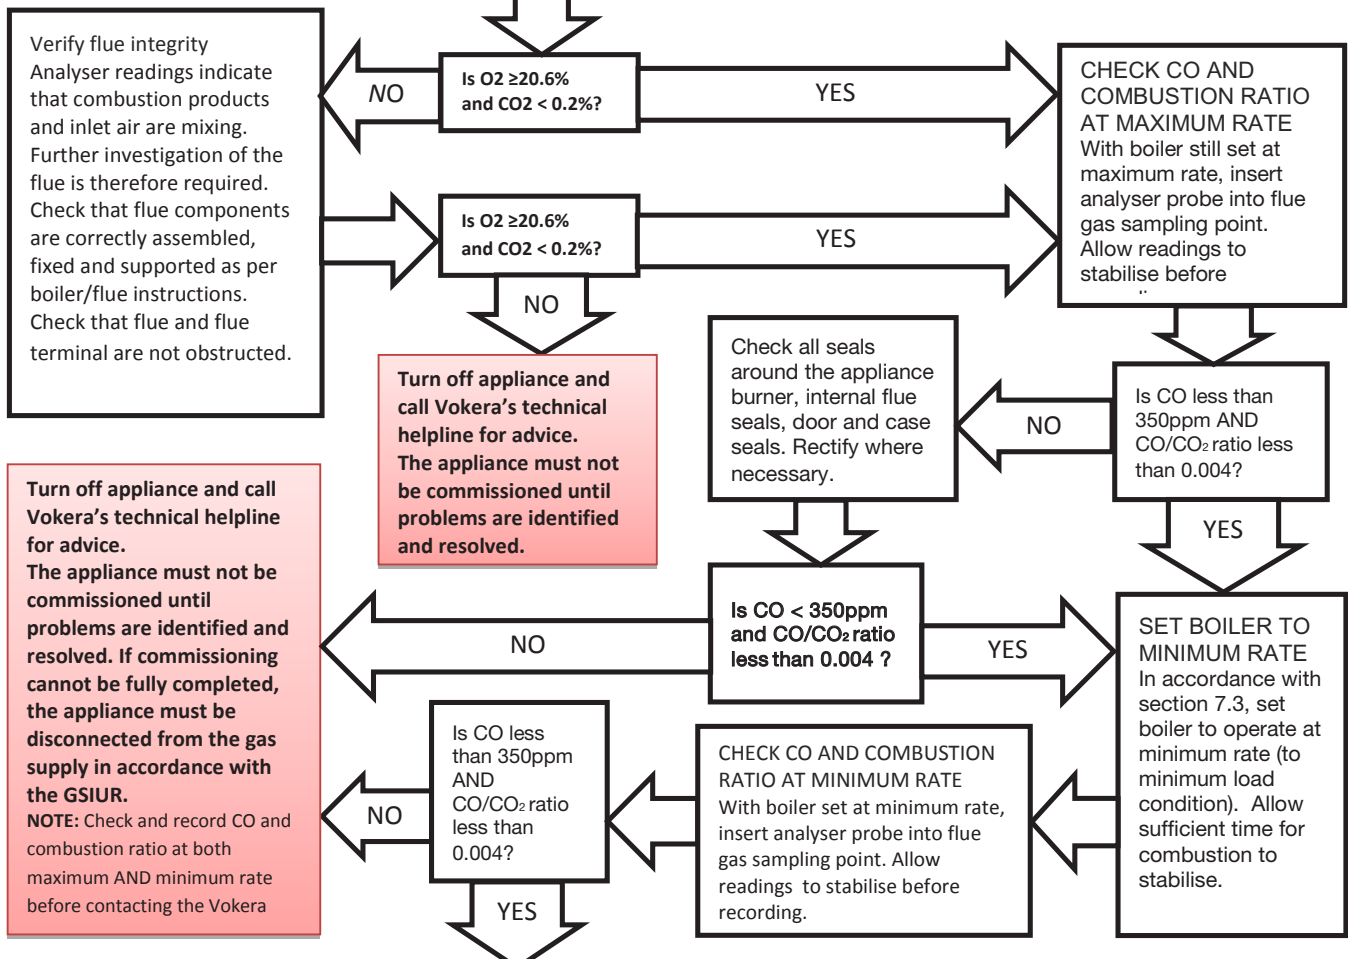 Verify flue integrity
Analyser readings indicate
that combustion products
and inlet air are mixing.
Further investigation of the
flue is therefore required.
Check that flue components
are correctly assembled,
fixed and supported as per
boiler/flue instructions.
Check that flue and flue
terminal are not obstructed.
NO
Is O2 ≥20.6%
and CO2 < 0.2%?
YES
CHECK CO AND
COMBUSTION RATIO
AT MAXIMUM RATE
With boiler still set at
maximum rate, insert
analyser probe into flue
gas sampling point.
Allow readings to
stabilise before
Is O2 ≥20.6%
and CO2 < 0.2%?
YES
NO
Turn off appliance and
call Vokera’s technical
helpline for advice.
The appliance must not
be commissioned until
problems are identified
and resolved.
Check all seals
around the appliance
burner, internal flue
seals, door and case
seals. Rectify where
necessary.
NO
Is CO less than
350ppm AND
CO/CO₂ ratio less
than 0.004?
YES
Turn off appliance and call
Vokera’s technical helpline
for advice.
The appliance must not be
commissioned until
problems are identified and
resolved. If commissioning
cannot be fully completed,
the appliance must be
disconnected from the gas
supply in accordance with
the GSIUR.
NOTE: Check and record CO and
combustion ratio at both
maximum AND minimum rate
before contacting the Vokera
NO
Is CO < 350ppm
and CO/CO₂ ratio
less than 0.004 ?
YES
SET BOILER TO
MINIMUM RATE
In accordance with
section 7.3, set
boiler to operate at
minimum rate (to
minimum load
condition). Allow
sufficient time for
combustion to
stabilise.
NO
Is CO less
than 350ppm
AND
CO/CO₂ ratio
less than
0.004?
CHECK CO AND COMBUSTION
RATIO AT MINIMUM RATE
With boiler set at minimum rate,
insert analyser probe into flue
gas sampling point. Allow
readings to stabilise before
recording.
YES